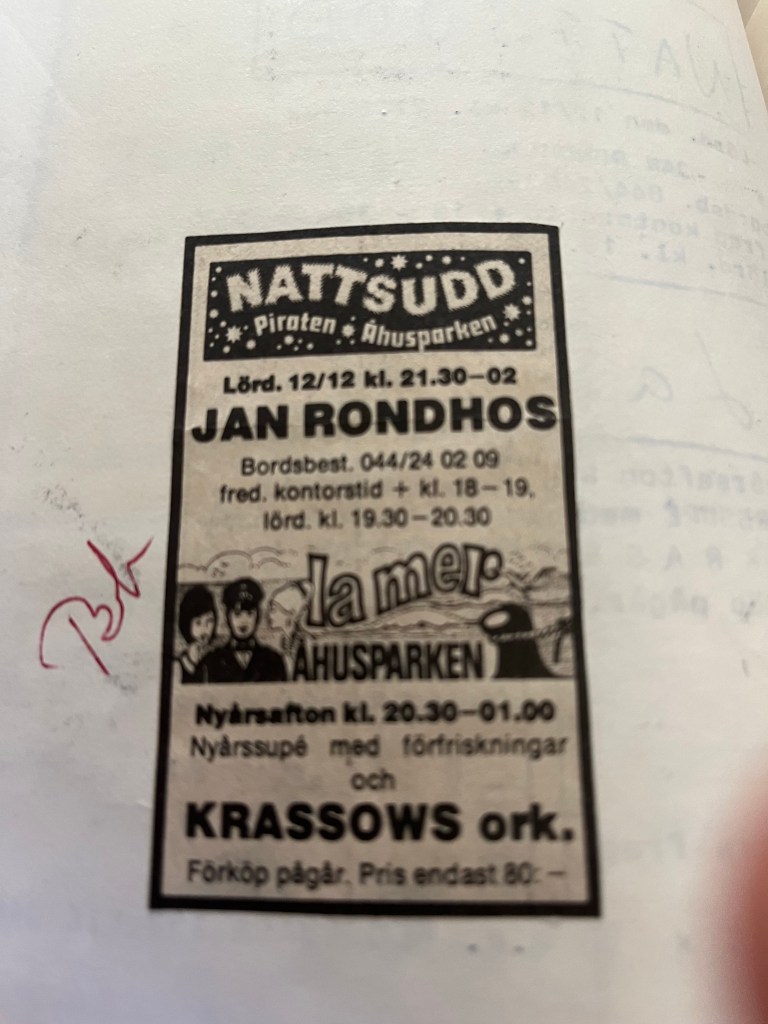 NATTSUDD
Piraten * Åhusparken
Lörd. 12/12 kl. 21.30–02
JAN RONDHOS
Bordsbest. 044/24 02 09
fred. kontorstid + kl. 18–19,
lörd. kl. 19.30–20.30
la mer
ÅHUSPARKEN
Nyårsafton kl. 20.30–01.00
Nyårssupé med förfriskningar
och
KRASSOWS ork.
Förköp pågår. Pris endast 80:–